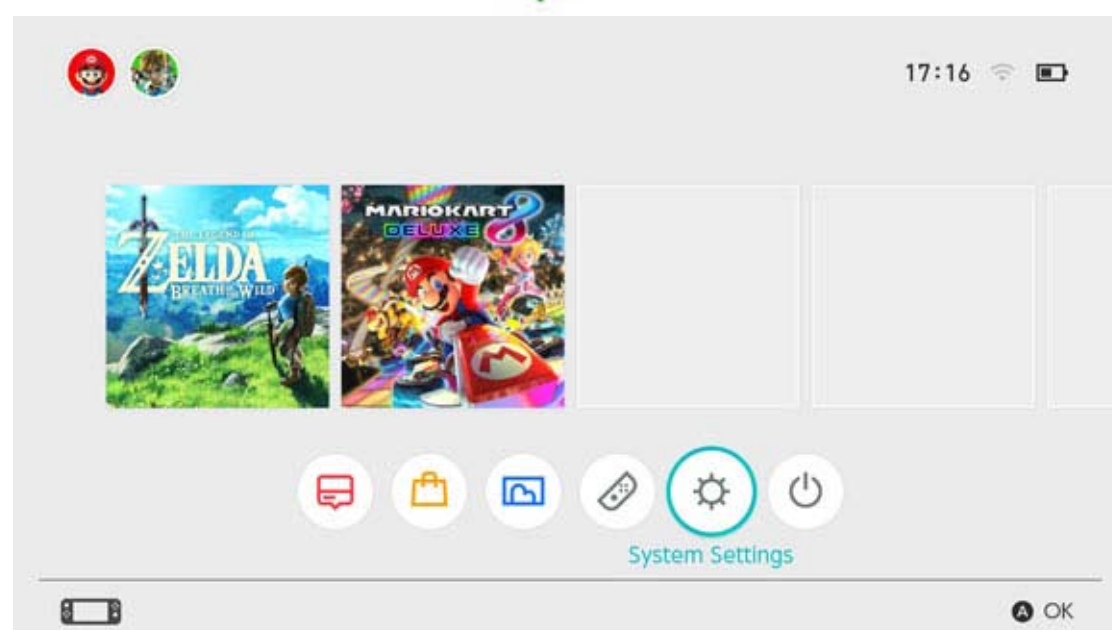 17:16
THE LEGEND OF
ZELDA
BREATH OF THE WILD
MARIOKART 8
DELUXE
System Settings
A OK